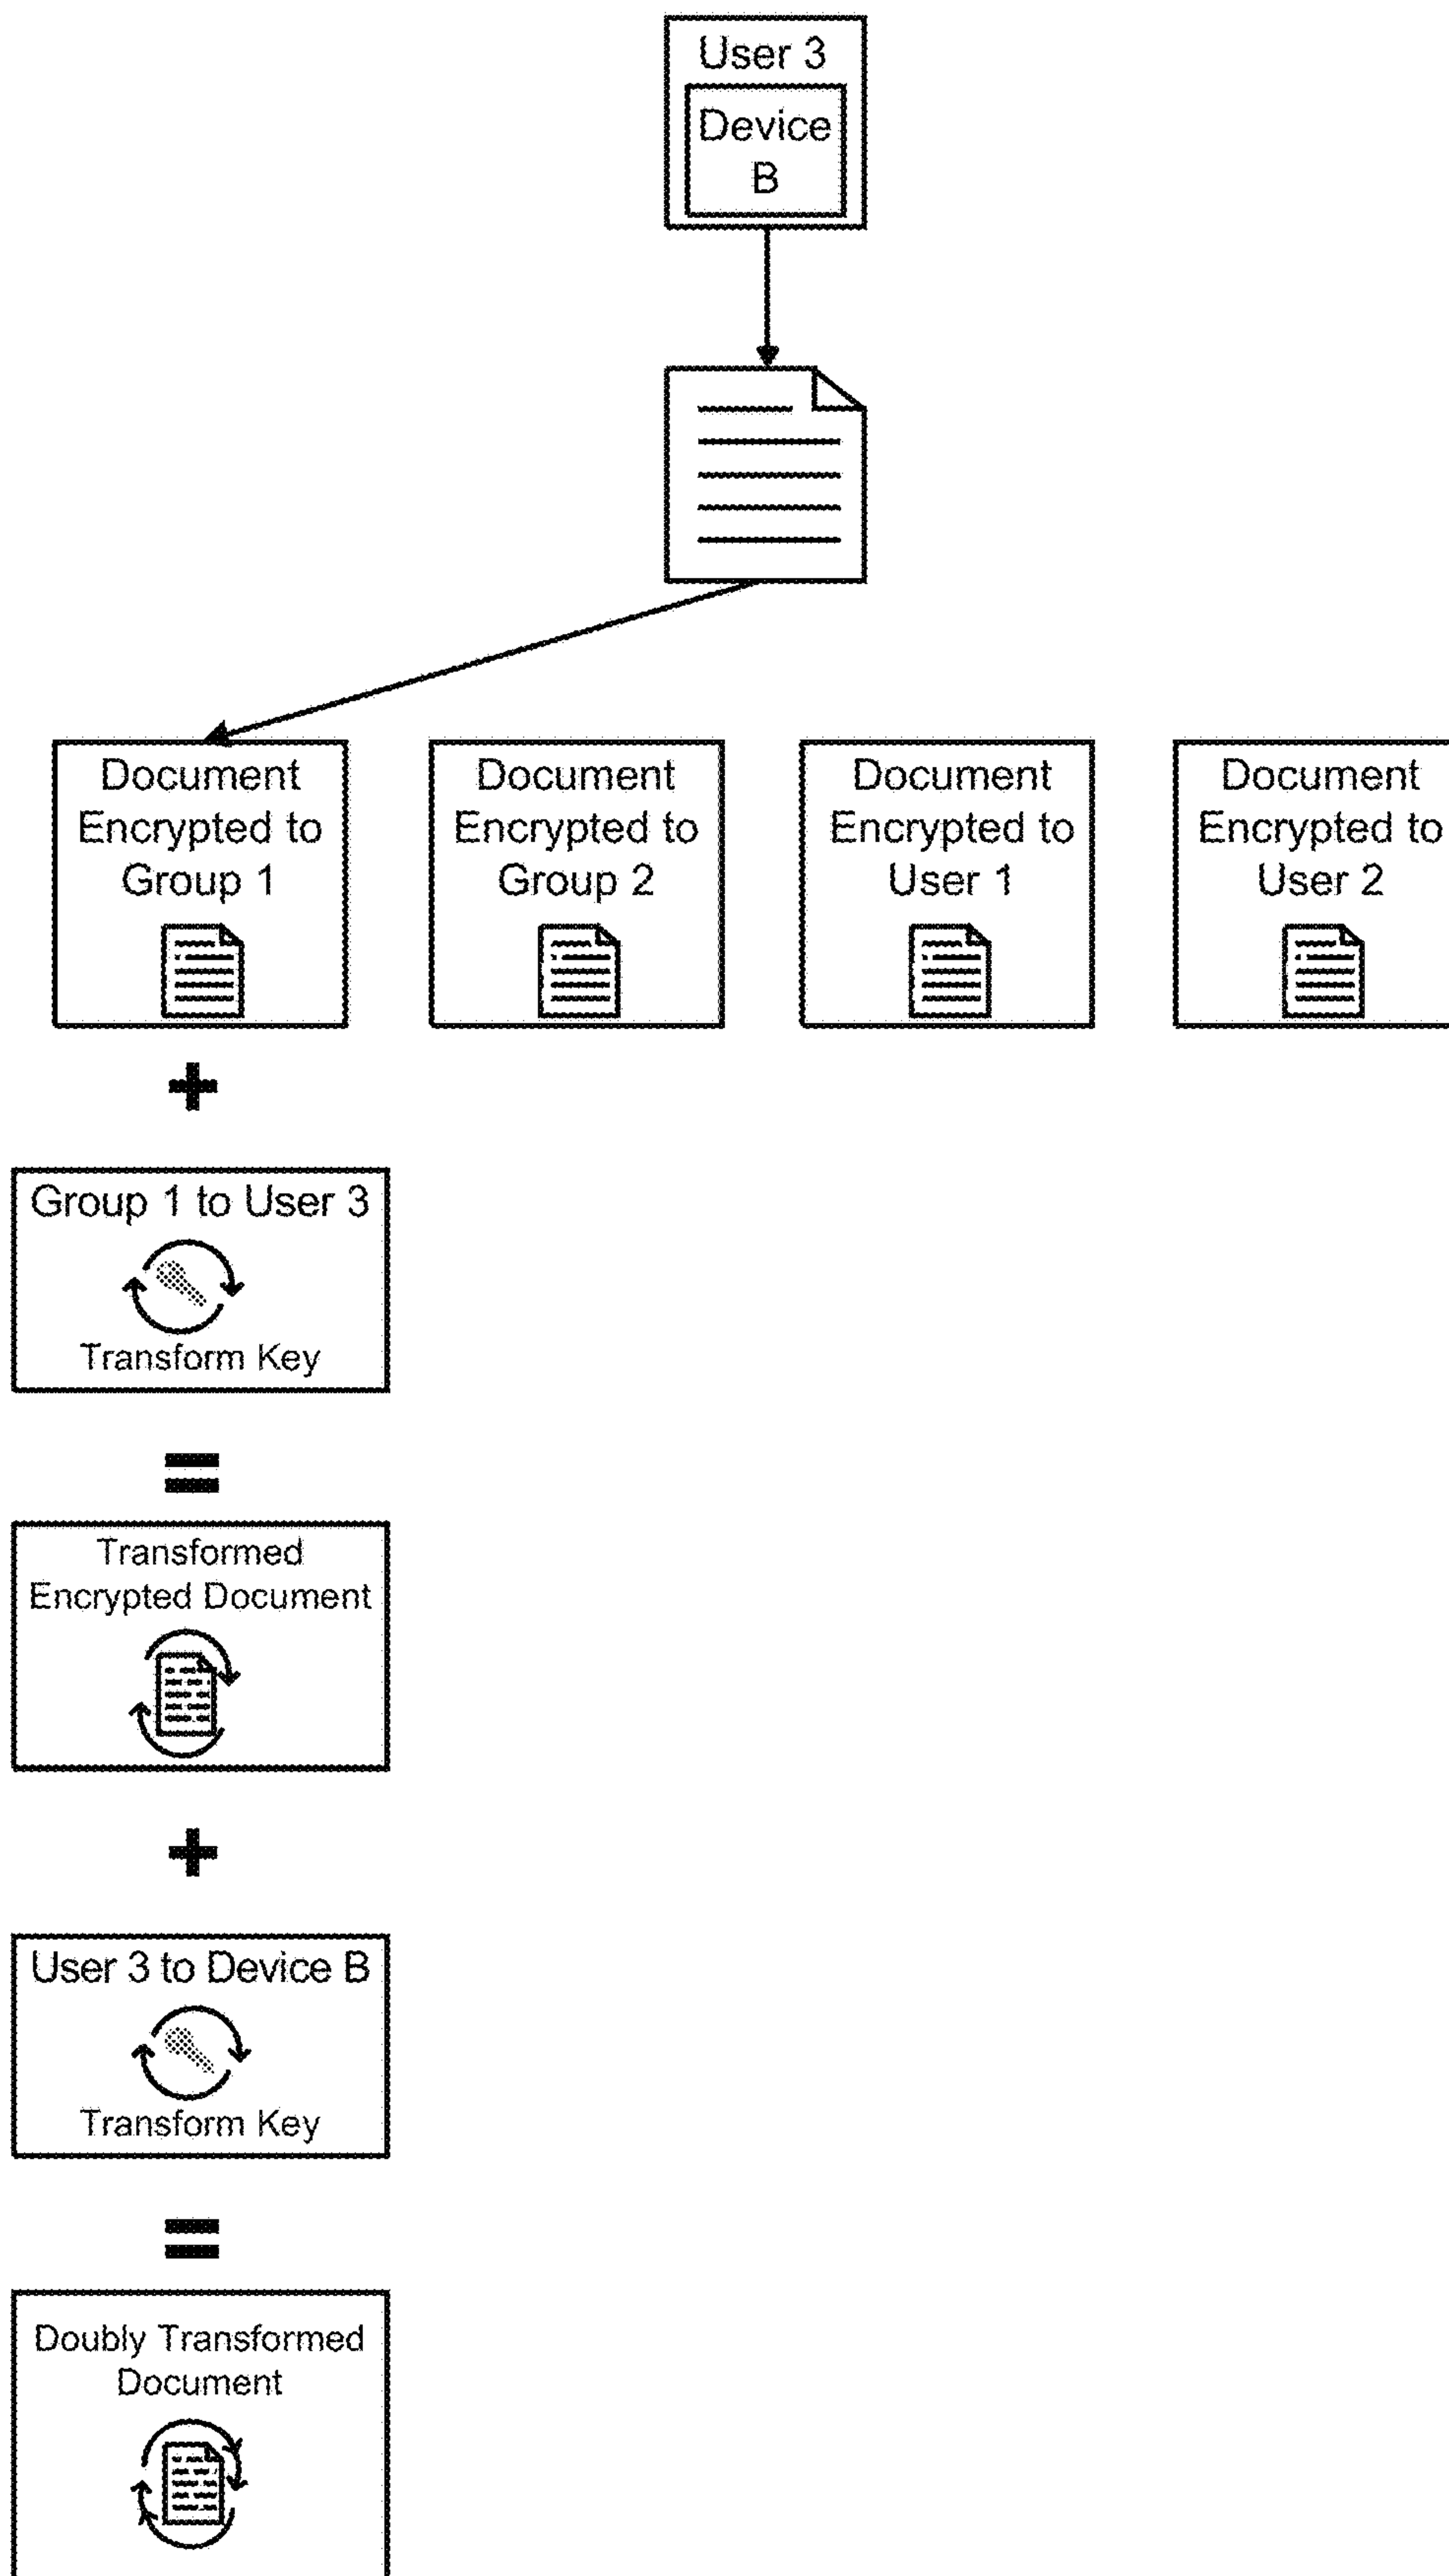 User 3
Device
B
Document
Encrypted to
Group 1
Document
Encrypted to
Group 2
Document
Encrypted to
User 1
Document
Encrypted to
User 2
+
Group 1 to User 3
Transform Key
=
Transformed
Encrypted Document
+
User 3 to Device B
Transform Key
=
Doubly Transformed
Document